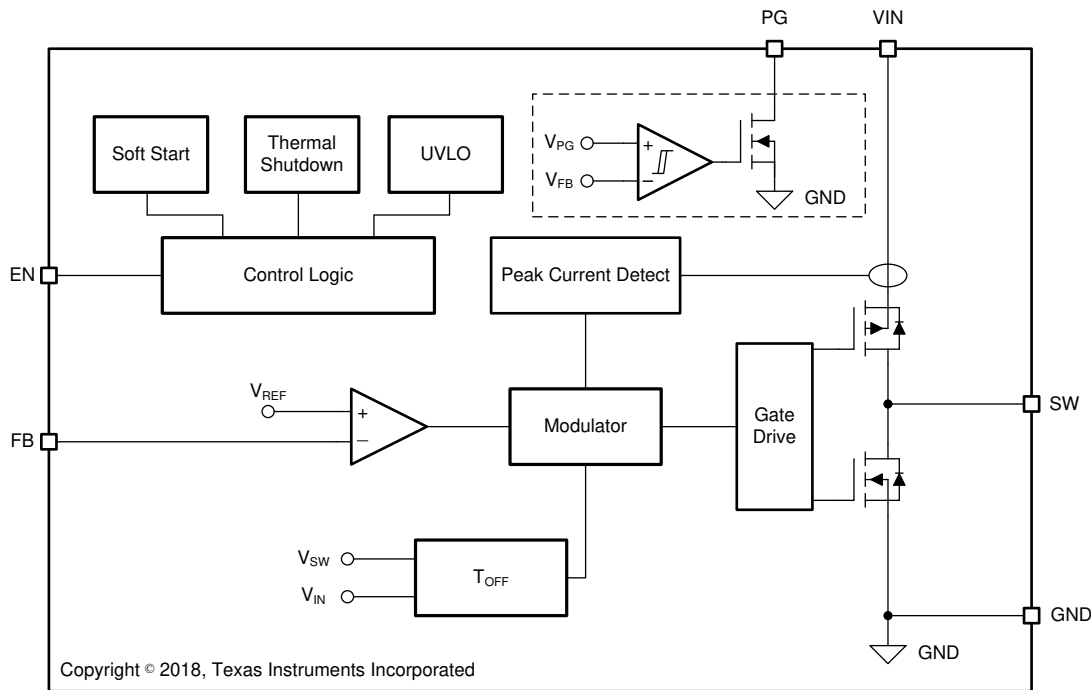 PG
VIN
Soft Start
Thermal
Shutdown
UVLO
VPG
+
VFB
−
GND
EN
Control Logic
Peak Current Detect
VREF
+
FB
−
Modulator
Gate
Drive
SW
VSW
VIN
TOFF
GND
GND
Copyright © 2018, Texas Instruments Incorporated